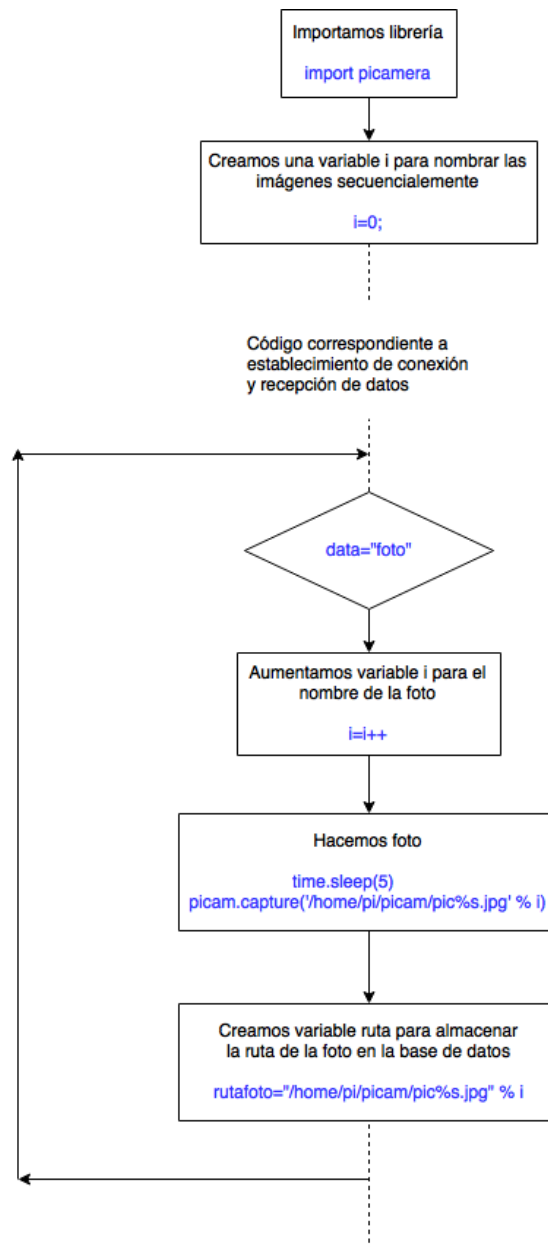 Importamos librería
import picamera
Creamos una variable i para nombrar las
imágenes secuencialemente
i=0;
Código correspondiente a
establecimiento de conexión
y recepción de datos
data="foto"
Aumentamos variable i para el
nombre de la foto
i=i++
Hacemos foto
time.sleep(5)
picam.capture('/home/pi/picam/pic%s.jpg' % i)
Creamos variable ruta para almacenar
la ruta de la foto en la base de datos
rutafoto="/home/pi/picam/pic%s.jpg" % i